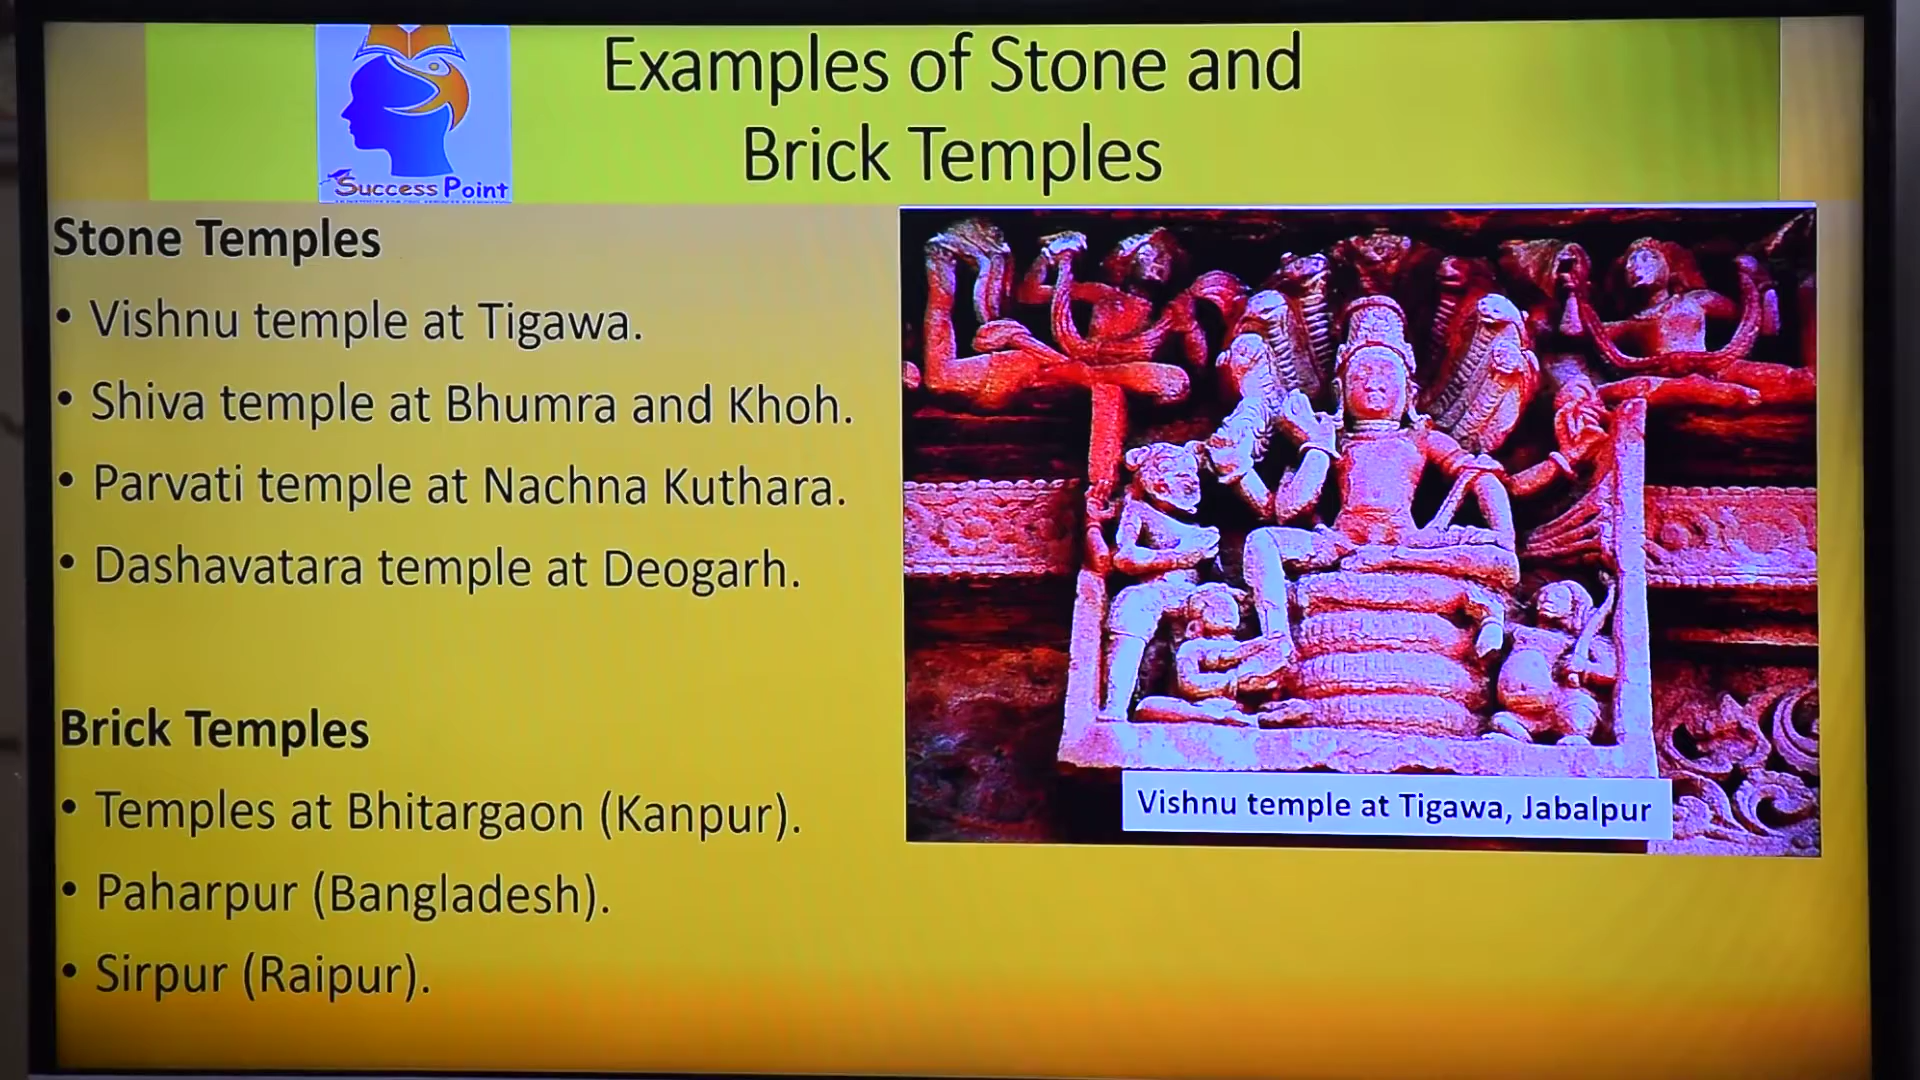 Examples of Stone and
Brick Temples
Success Point
Stone Temples
• Vishnu temple at Tigawa.
• Shiva temple at Bhumra and Khoh.
• Parvati temple at Nachna Kuthara.
• Dashavatara temple at Deogarh.
Vishnu temple at Tigawa, Jabalpur
Brick Temples
• Temples at Bhitargaon (Kanpur).
• Paharpur (Bangladesh).
• Sirpur (Raipur).